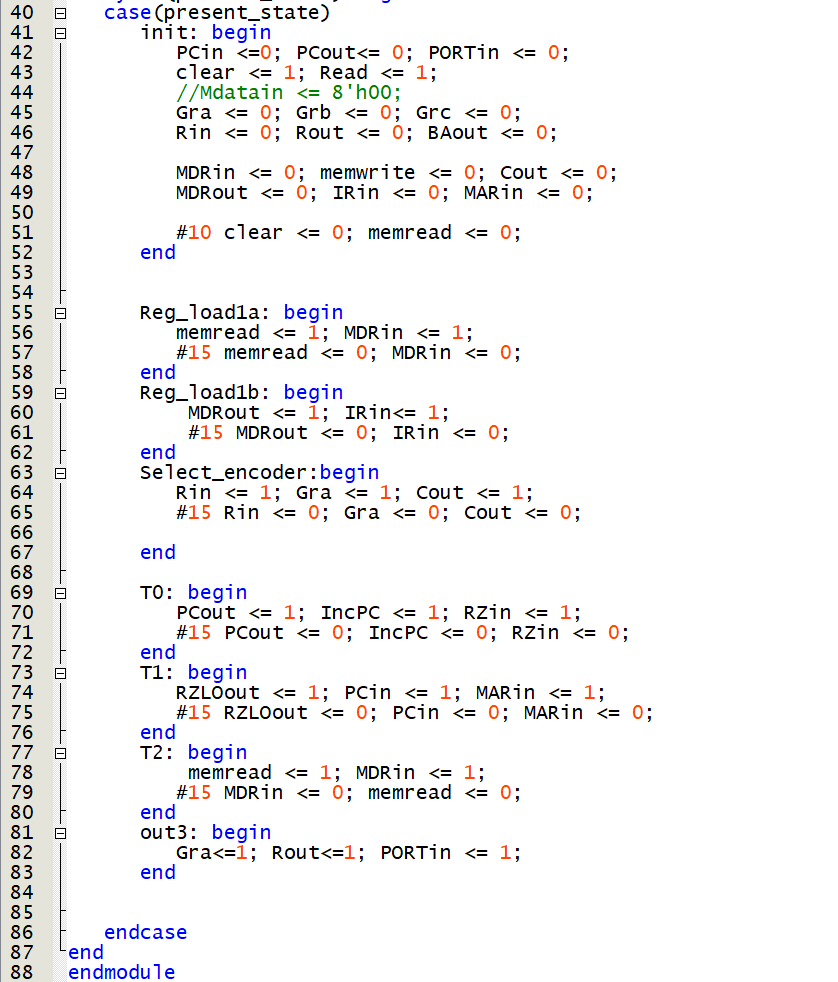 40 case(present_state)
41 init: begin
42 PCin <=0; PCout<= 0; PORTin <= 0;
43 clear <= 1; Read <= 1;
44 //Mdatain <= 8'h00;
45 Gra <= 0; Grb <= 0; Grc <= 0;
46 Rin <= 0; Rout <= 0; BAout <= 0;
47
48 MDRin <= 0; memwrite <= 0; Cout <= 0;
49 MDRout <= 0; IRin <= 0; MARin <= 0;
50
51 #10 clear <= 0; memread <= 0;
52 end
53
54
55 Reg_load1a: begin
56 memread <= 1; MDRin <= 1;
57 #15 memread <= 0; MDRin <= 0;
58 end
59 Reg_load1b: begin
60 MDRout <= 1; IRin<= 1;
61 #15 MDRout <= 0; IRin <= 0;
62 end
63 Select_encoder:begin
64 Rin <= 1; Gra <= 1; Cout <= 1;
65 #15 Rin <= 0; Gra <= 0; Cout <= 0;
66
67 end
68
69 T0: begin
70 PCout <= 1; IncPC <= 1; RZin <= 1;
71 #15 PCout <= 0; IncPC <= 0; RZin <= 0;
72 end
73 T1: begin
74 RZLOout <= 1; PCin <= 1; MARin <= 1;
75 #15 RZLOout <= 0; PCin <= 0; MARin <= 0;
76 end
77 T2: begin
78 memread <= 1; MDRin <= 1;
79 #15 MDRin <= 0; memread <= 0;
80 end
81 out3: begin
82 Gra<=1; Rout<=1; PORTin <= 1;
83 end
84
85
86 endcase
87 end
88 endmodule